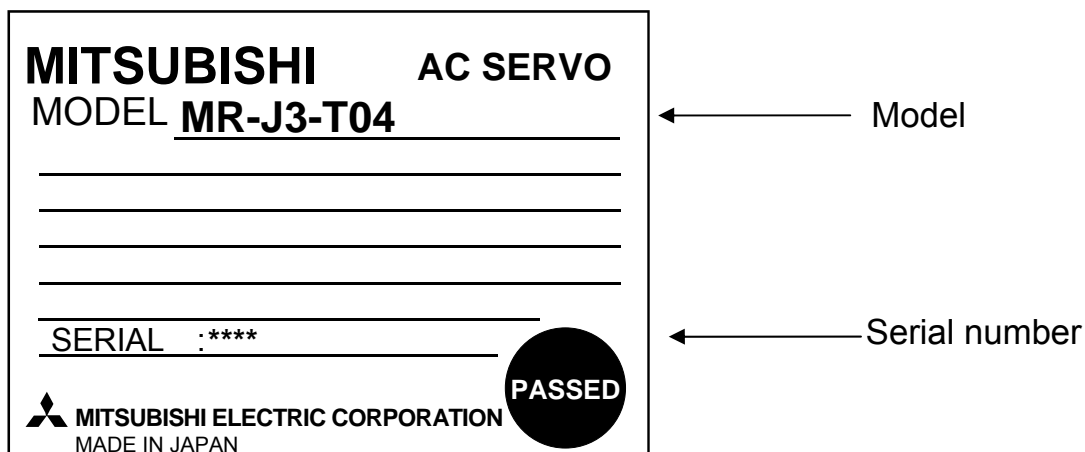 MITSUBISHI AC SERVO
MODEL MR-J3-T04
Model
SERIAL :****
Serial number
PASSED
MITSUBISHI ELECTRIC CORPORATION
MADE IN JAPAN